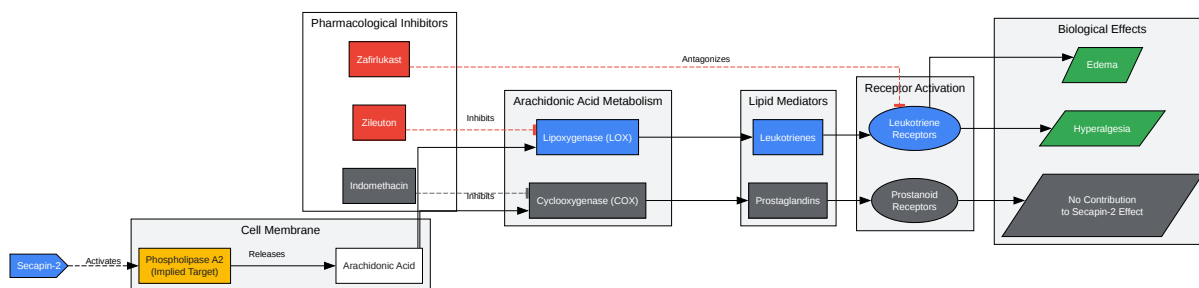 Pharmacological Inhibitors
Zafirlukast
Zileuton
Indomethacin
Antagonizes
Inhibits
Inhibits
Arachidonic Acid Metabolism
Lipoxygenase (LOX)
Cyclooxygenase (COX)
Lipid Mediators
Leukotrienes
Prostaglandins
Receptor Activation
Leukotriene
Receptors
Prostanoid
Receptors
Biological Effects
Edema
Hyperalgesia
No Contribution
to Secapin-2 Effect
Cell Membrane
Secapin-2
Activates
Phospholipase A2
(Implied Target)
Releases
Arachidonic Acid